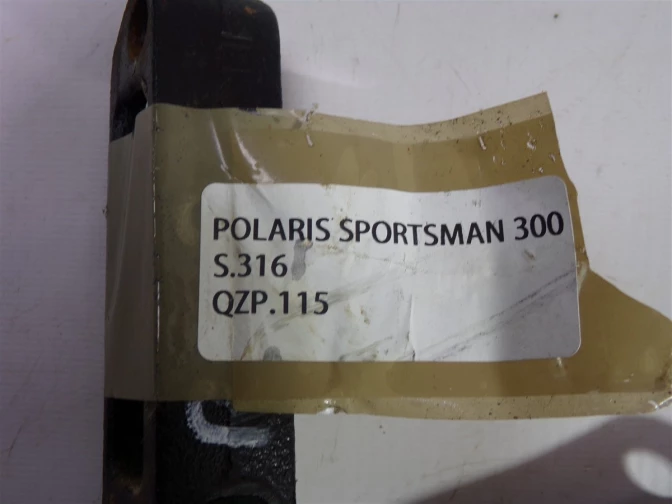 POLARIS SPORTSMAN 300
S.316
QZP.115